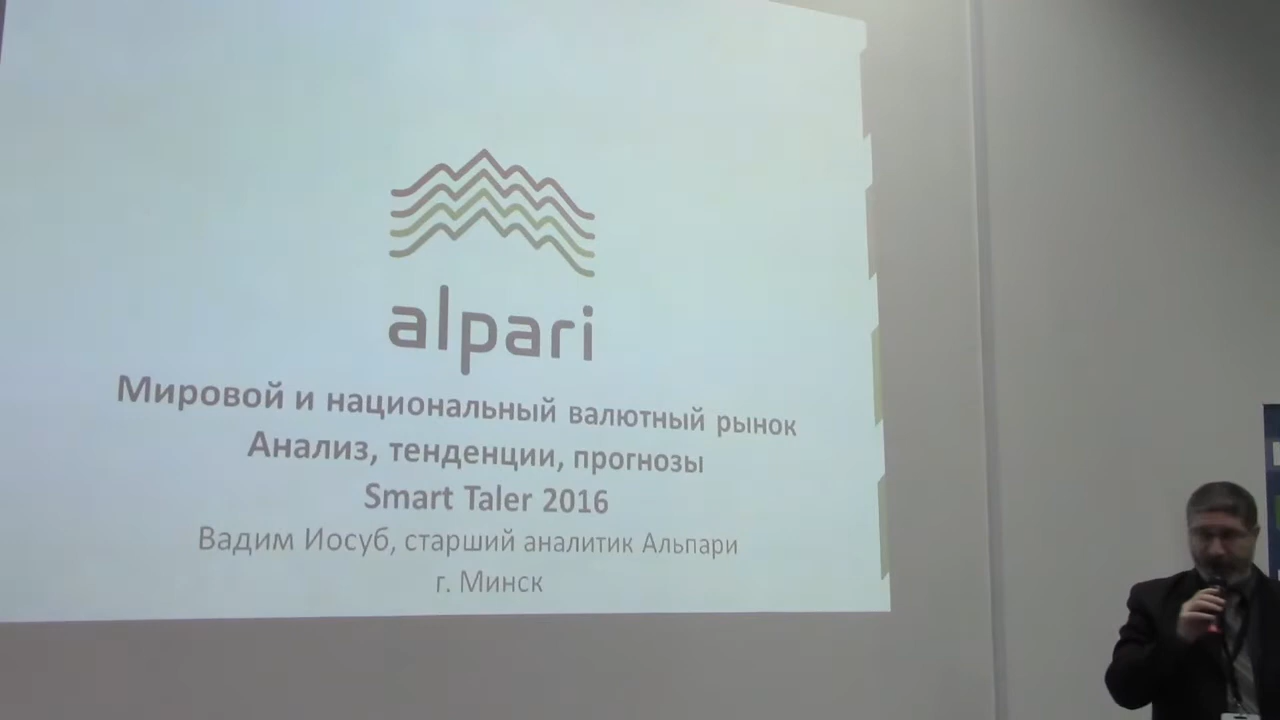 alpari
Мировой и национальный валютный рынок
Анализ, тенденции, прогнозы
Smart Taler 2016
Вадим Иосуб, старший аналитик Альпари
г. Минск